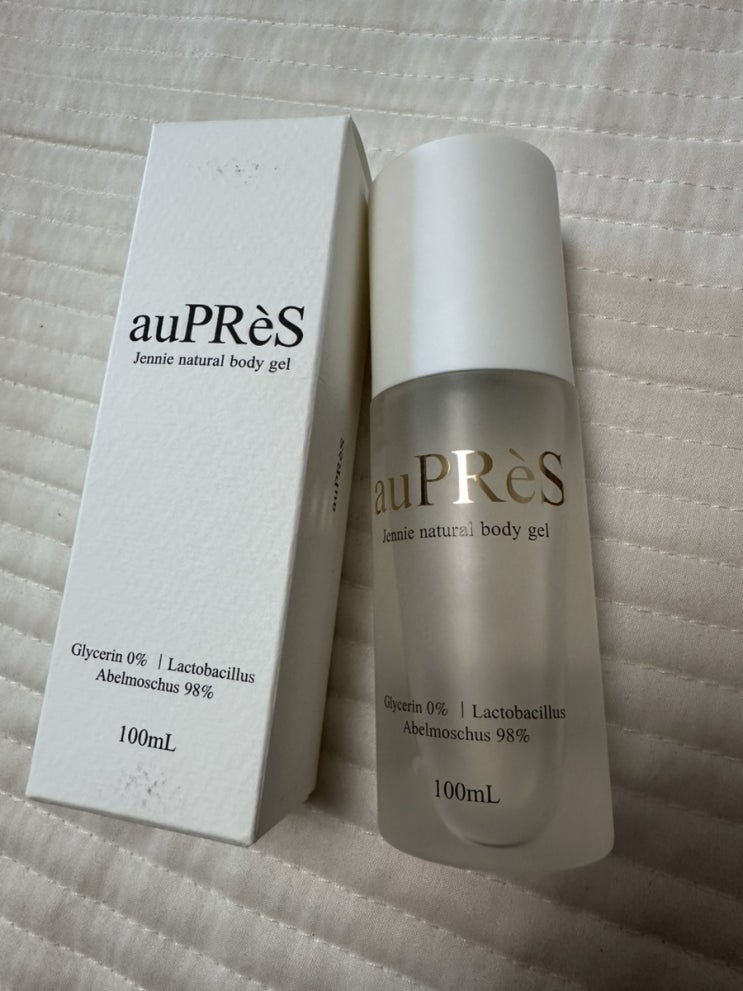 auPRèS
Jennie natural body gel
auPRèS
Glycerin 0% | Lactobacillus
Abelmoschus 98%
100mL
auPRèS
Jennie natural body gel
Glycerin 0% | Lactobacillus
Abelmoschus 98%
100mL